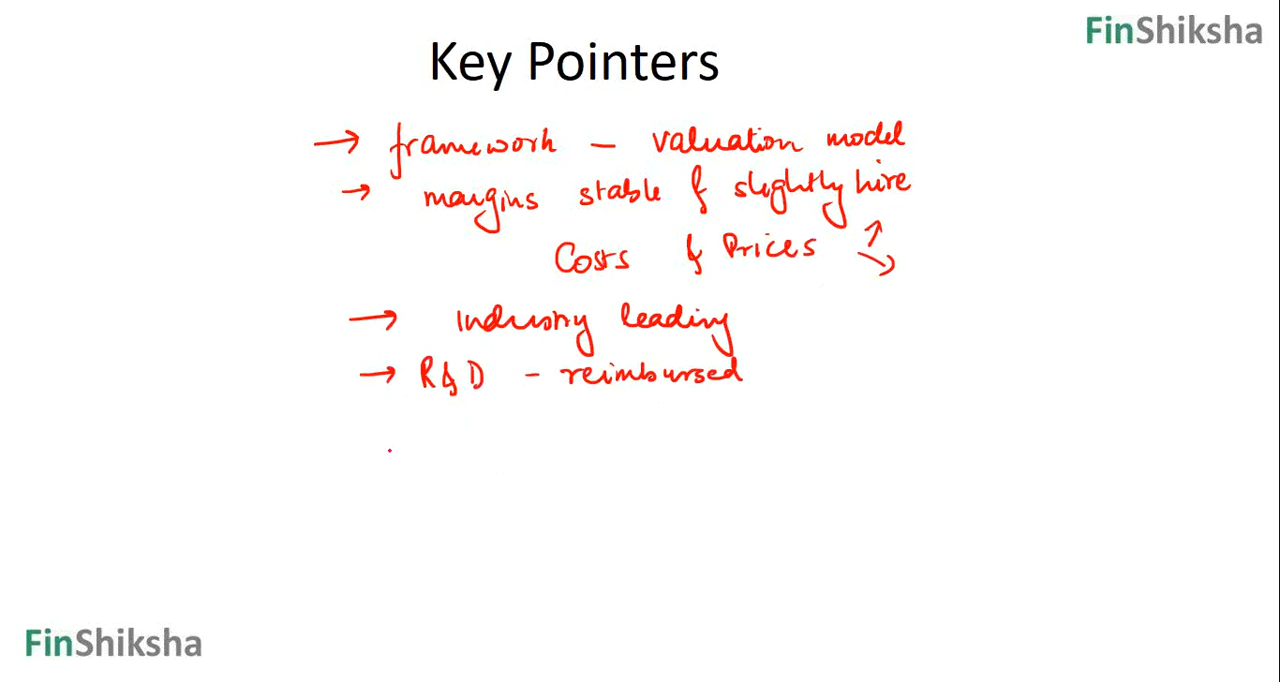 FinShiksha
Key Pointers
→ framework – valuation model
→ margins stable & slightly hire
Costs & Prices ↑ ↘
→ Industry leading
→ R&D - reimbursed
FinShiksha